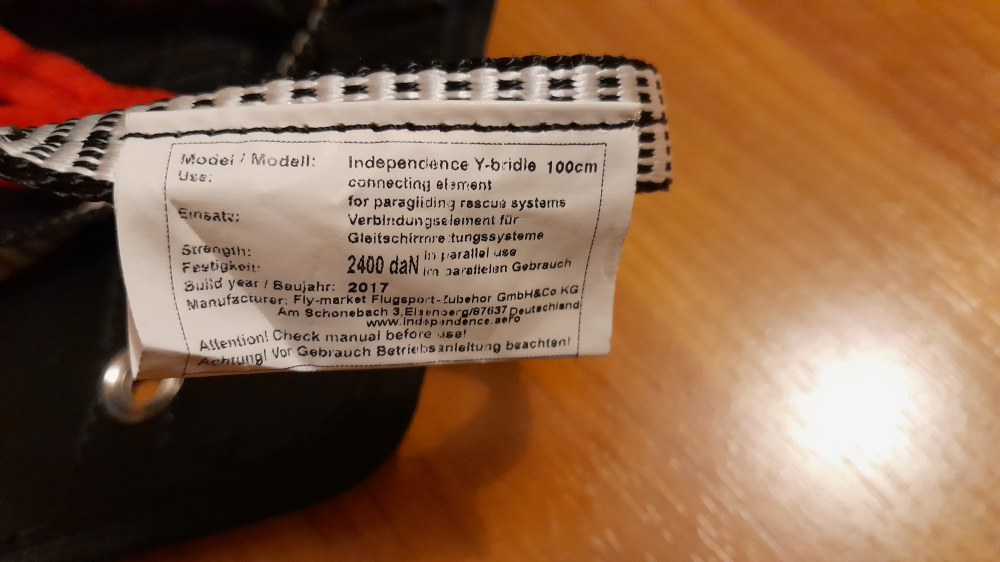 Model / Modell: Independence Y-bridle 100cm
Use: connecting element
for paragliding rescue systems
Einsatz: Verbindungselement für
Gleitschirmrettungssysteme
Strength: in parallel use
Festigkeit: 2400 daN im parallelen Gebrauch
Build year / Baujahr: 2017
Manufacturer: Fly-market Flugsport-Zubehör GmbH&Co.KG
Am Schönebach 3,Eisenberg/87637 Deutschland
www.independence.aero
Attention! Check manual before use!
Achtung! Vor Gebrauch Betriebsanleitung beachten!